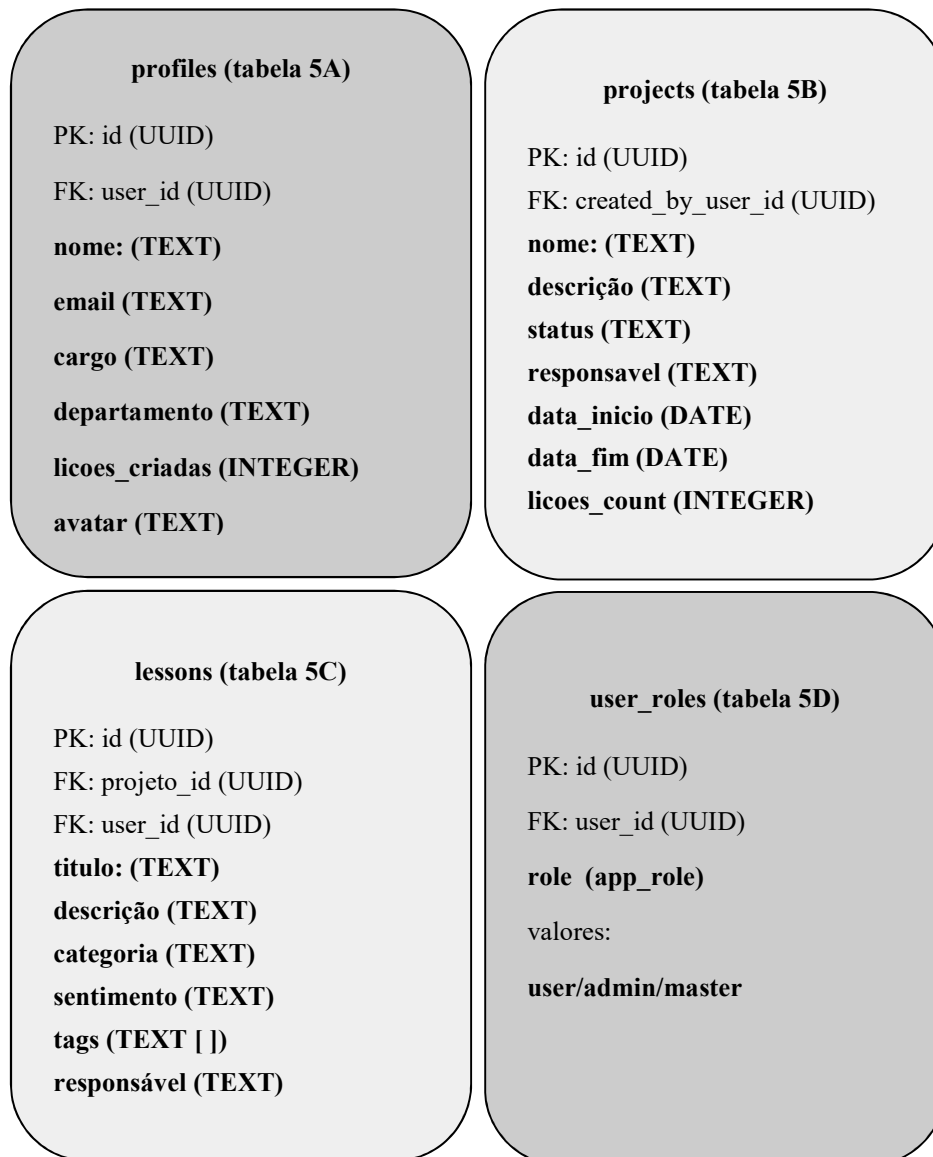 profiles (tabela 5A)
PK: id (UUID)
FK: user_id (UUID)
nome: (TEXT)
email (TEXT)
cargo (TEXT)
departamento (TEXT)
licoes_criadas (INTEGER)
avatar (TEXT)
projects (tabela 5B)
PK: id (UUID)
FK: created_by_user_id (UUID)
nome: (TEXT)
descrição (TEXT)
status (TEXT)
responsavel (TEXT)
data_inicio (DATE)
data_fim (DATE)
licoes_count (INTEGER)
lessons (tabela 5C)
PK: id (UUID)
FK: projeto_id (UUID)
FK: user_id (UUID)
titulo: (TEXT)
descrição (TEXT)
categoria (TEXT)
sentimento (TEXT)
tags (TEXT [ ])
responsável (TEXT)
user_roles (tabela 5D)
PK: id (UUID)
FK: user_id (UUID)
role  (app_role)
valores:
user/admin/master